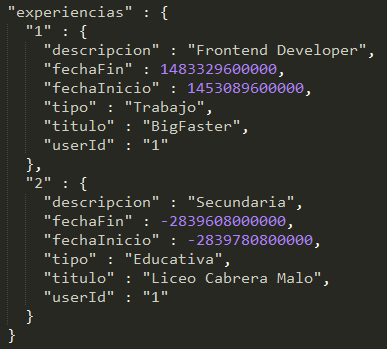 "experiencias" : {
  "1" : {
    "descripcion" : "Frontend Developer",
    "fechaFin" : 1483329600000,
    "fechaInicio" : 1453089600000,
    "tipo" : "Trabajo",
    "titulo" : "BigFaster",
    "userId" : "1"
  },
  "2" : {
    "descripcion" : "Secundaria",
    "fechaFin" : -2839608000000,
    "fechaInicio" : -2839780800000,
    "tipo" : "Educativa",
    "titulo" : "Liceo Cabrera Malo",
    "userId" : "1"
  }
}